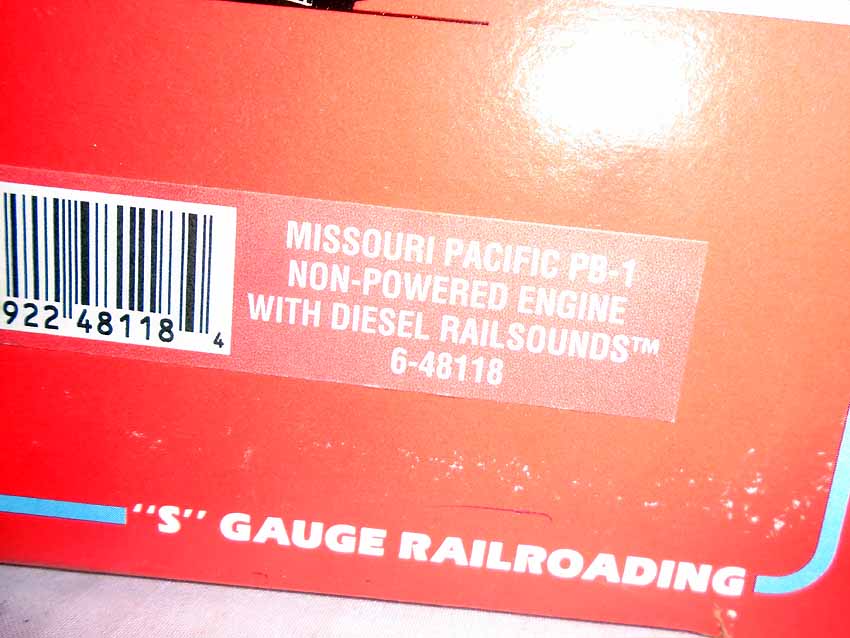 MISSOURI PACIFIC PB-1
NON-POWERED ENGINE
WITH DIESEL RAILSOUNDS™
6-48118
922 48118 4
"S" GAUGE RAILROADING